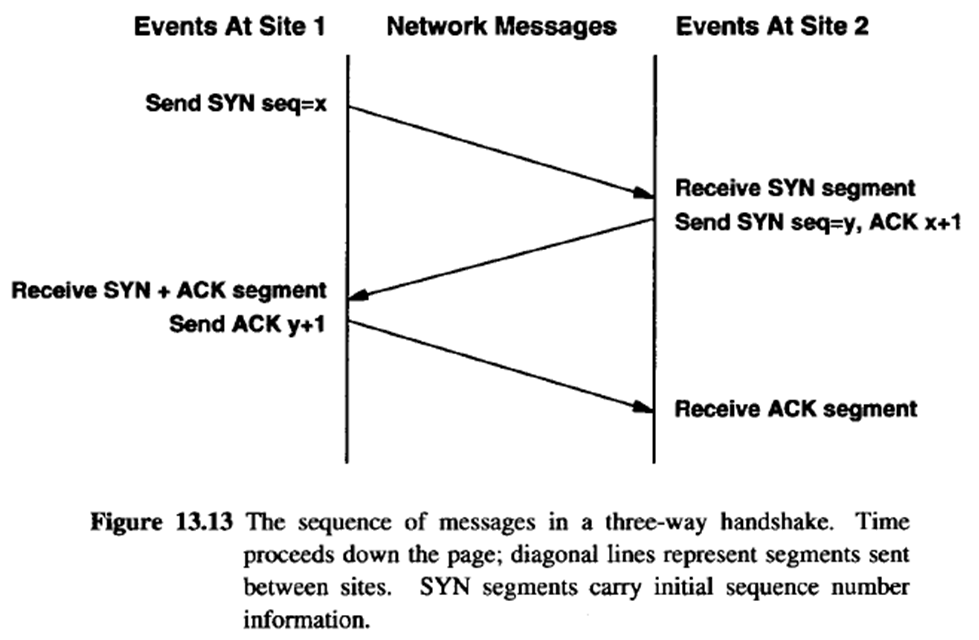 Events At Site 1 Network Messages Events At Site 2
Send SYN seq=x
Receive SYN segment
Send SYN seq=y, ACK x+1
Receive SYN + ACK segment
Send ACK y+1
Receive ACK segment
Figure 13.13 The sequence of messages in a three-way handshake. Time
proceeds down the page; diagonal lines represent segments sent
between sites. SYN segments carry initial sequence number
information.